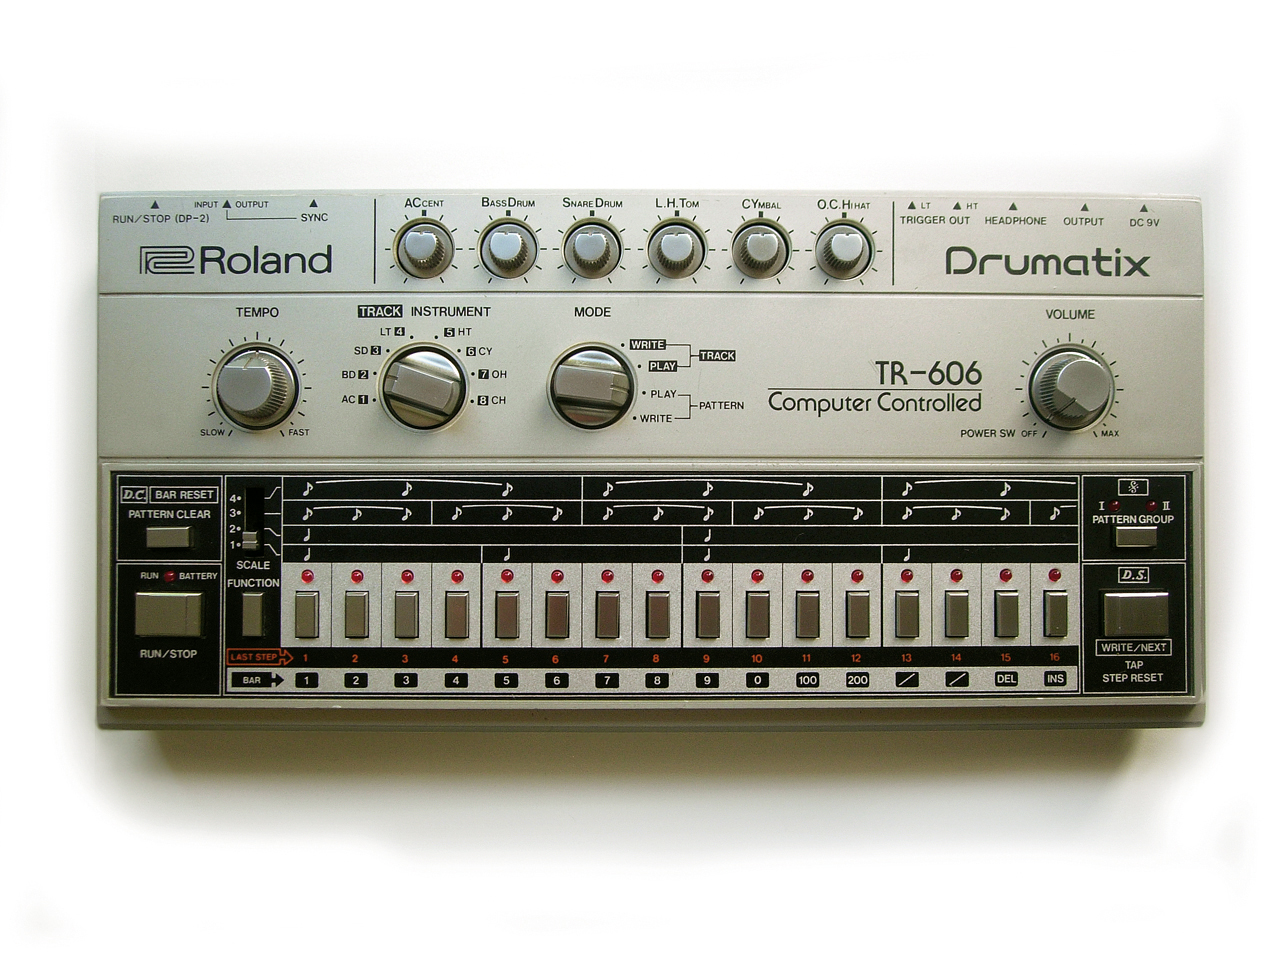 INPUT OUTPUT
RUN/STOP (DP-2) SYNC
Roland
ACCENT BASSDRUM SNAREDRUM L.H.TOM CYMBAL O.C.HIHAT
LT HT
TRIGGER OUT HEADPHONE OUTPUT DC 9V
Drumatix
TEMPO
SLOW FAST
TRACK INSTRUMENT
LT 4 5 HT
SD 3 6 CY
BD 2 7 OH
AC 1 8 CH
MODE
WRITE
PLAY
TRACK
PLAY
WRITE
PATTERN
TR-606
Computer Controlled
VOLUME
POWER SW OFF MAX
D.C. BAR RESET
PATTERN CLEAR
RUN BATTERY
RUN/STOP
4
3
2
1
SCALE
FUNCTION
LAST STEP 1 2 3 4 5 6 7 8 9 10 11 12 13 14 15 16
BAR 1 2 3 4 5 6 7 8 9 0 100 200 DEL INS
I II
PATTERN GROUP
D.S.
WRITE/NEXT
TAP
STEP RESET